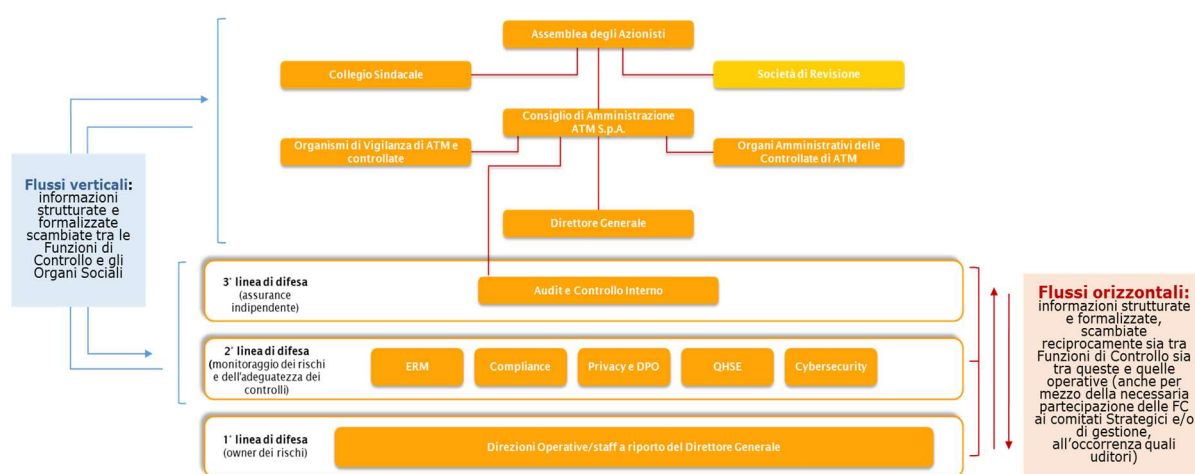 Assemblea degli Azionisti
Collegio Sindacale
Società di Revisione
Consiglio di Amministrazione
ATM S.p.A.
Organismi di Vigilanza di ATM e
controllate
Organi Amministrativi delle
Controllate di ATM
Direttore Generale
Flussi verticali:
informazioni
strutturate e
formalizzate
scambiate tra le
Funzioni di
Controllo e gli
Organi Sociali
3° linea di difesa
(assurance
indipendente)
Audit e Controllo Interno
2° linea di difesa
(monitoraggio dei rischi
e dell'adeguatezza dei
controlli)
ERM
Compliance
Privacy e DPO
QHSE
Cybersecurity
1° linea di difesa
(owner dei rischi)
Direzioni Operative/staff a riporto del Direttore Generale
Flussi orizzontali:
informazioni strutturate
e formalizzate,
scambiate
reciprocamente sia tra
Funzioni di Controllo sia
tra queste e quelle
operative (anche per
mezzo della necessaria
partecipazione delle FC
ai comitati Strategici e/o
di gestione,
all'occorrenza quali
uditori)